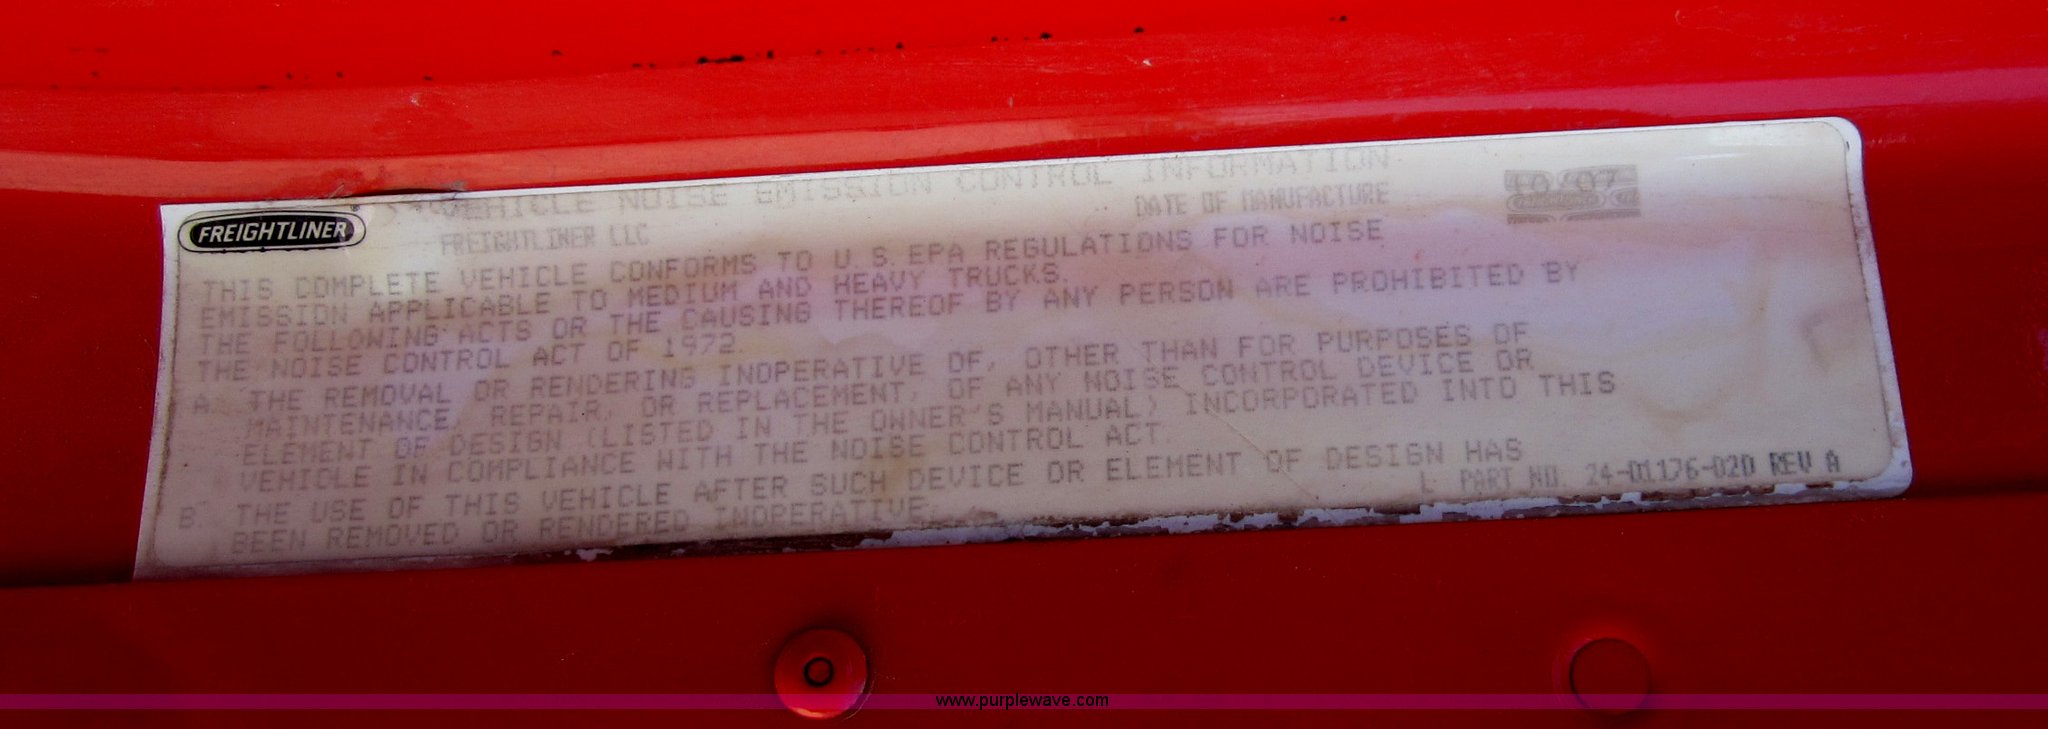 VEHICLE NOISE EMISSION CONTROL INFORMATION
FREIGHTLINER
FREIGHTLINER LLC DATE OF MANUFACTURE 10/07
THIS COMPLETE VEHICLE CONFORMS TO U.S. EPA REGULATIONS FOR NOISE
EMISSION APPLICABLE TO MEDIUM AND HEAVY TRUCKS.
THE FOLLOWING ACTS OR THE CAUSING THEREOF BY ANY PERSON ARE PROHIBITED BY
THE NOISE CONTROL ACT OF 1972.
A. THE REMOVAL OR RENDERING INOPERATIVE OF, OTHER THAN FOR PURPOSES OF
MAINTENANCE, REPAIR, OR REPLACEMENT, OF ANY NOISE CONTROL DEVICE OR
ELEMENT OF DESIGN (LISTED IN THE OWNER'S MANUAL) INCORPORATED INTO THIS
VEHICLE IN COMPLIANCE WITH THE NOISE CONTROL ACT.
B. THE USE OF THIS VEHICLE AFTER SUCH DEVICE OR ELEMENT OF DESIGN HAS
BEEN REMOVED OR RENDERED INOPERATIVE.
L PART NO. 24-01176-020 REV A
www.purplewave.com